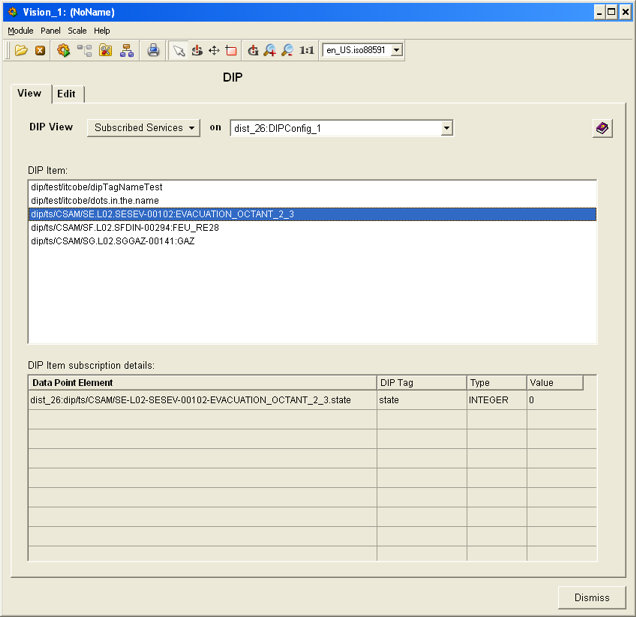 Vision_1: (NoName)
Module Panel Scale Help
1:1 en_US.iso88591
DIP
View Edit
DIP View Subscribed Services on dist_26:DIPConfig_1
DIP Item:
dip/test/itcobe/dipTagNameTest
dip/test/itcobe/dots.in.the.name
dip/ts/CSAM/SE.L02.SESEV-00102:EVACUATION_OCTANT_2_3
dip/ts/CSAM/SF.L02.SFDIN-00294:FEU_RE28
dip/ts/CSAM/SG.L02.SGGAZ-00141:GAZ
DIP Item subscription details:
Data Point Element DIP Tag Type Value
dist_26:dip/ts/CSAM/SE-L02-SESEV-00102-EVACUATION_OCTANT_2_3.state state INTEGER 0
Dismiss